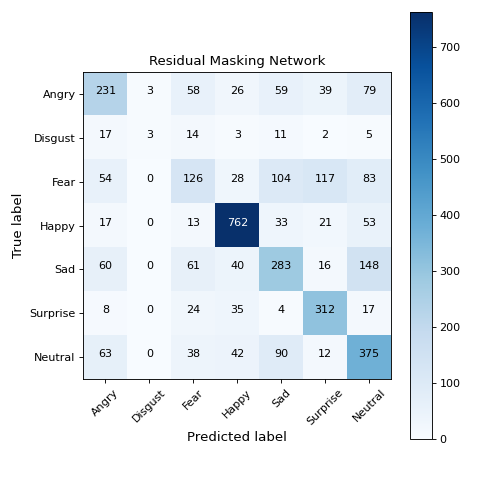 Residual Masking Network
True label
Angry 231 3 58 26 59 39 79
Disgust 17 3 14 3 11 2 5
Fear 54 0 126 28 104 117 83
Happy 17 0 13 762 33 21 53
Sad 60 0 61 40 283 16 148
Surprise 8 0 24 35 4 312 17
Neutral 63 0 38 42 90 12 375
Angry Disgust Fear Happy Sad Surprise Neutral
Predicted label
700
600
500
400
300
200
100
0